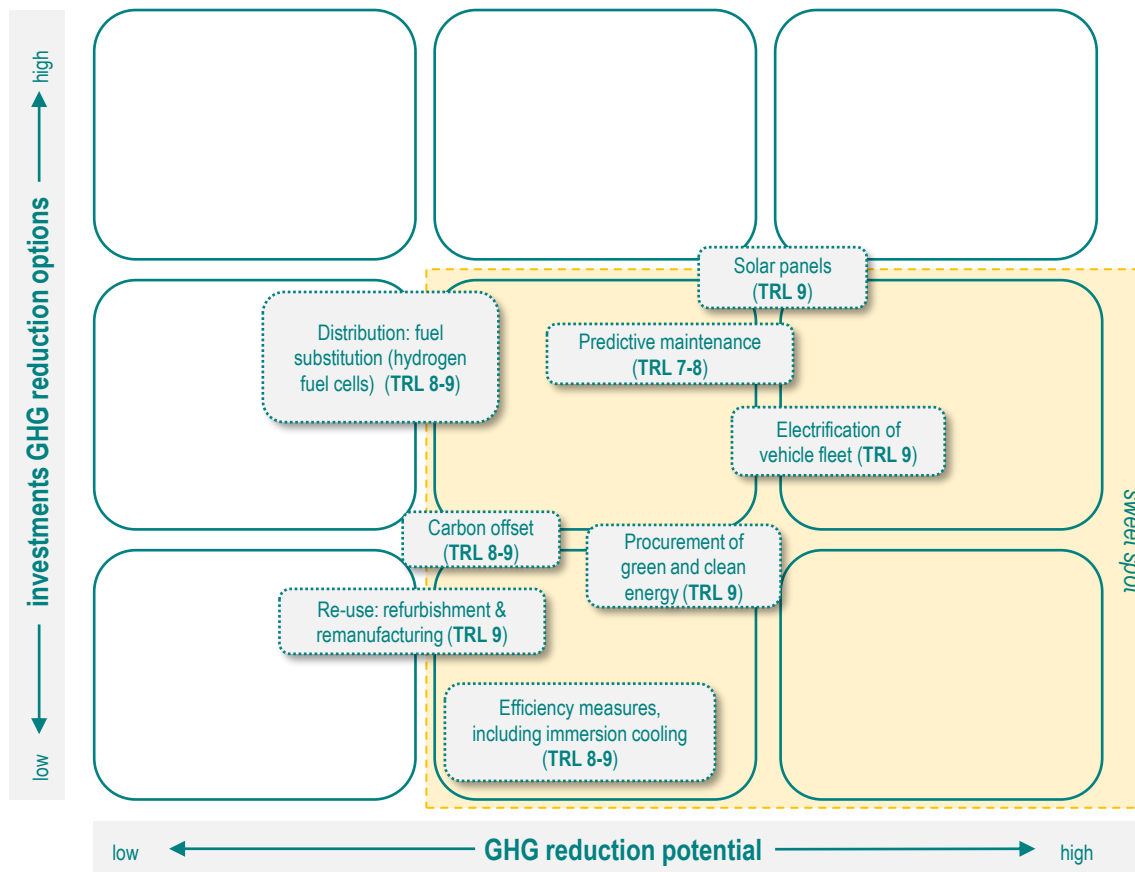 high
investments GHG reduction options
low
Solar panels
(TRL 9)
Distribution: fuel
substitution (hydrogen
fuel cells) (TRL 8-9)
Predictive maintenance
(TRL 7-8)
Electrification of
vehicle fleet (TRL 9)
sweet spot
Carbon offset
(TRL 8-9)
Procurement of
green and clean
energy (TRL 9)
Re-use: refurbishment &
remanufacturing (TRL 9)
Efficiency measures,
including immersion cooling
(TRL 8-9)
low
GHG reduction potential
high